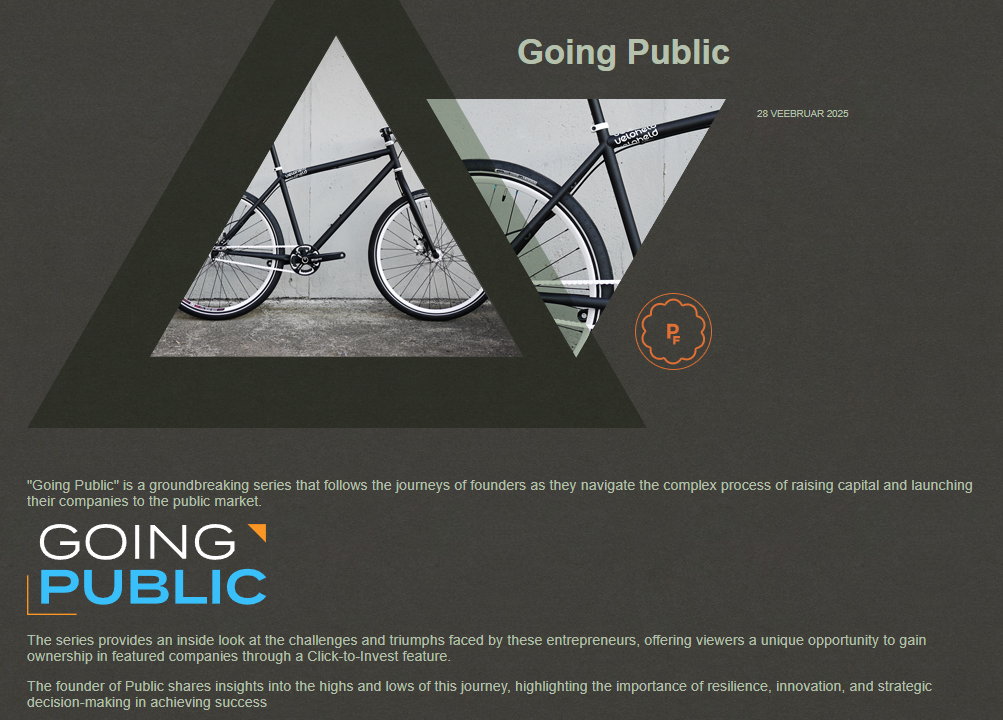 Going Public
28 VEEBRUAR 2025
veloheld
veloheld
PF
"Going Public" is a groundbreaking series that follows the journeys of founders as they navigate the complex process of raising capital and launching
their companies to the public market.
GOING
PUBLIC
The series provides an inside look at the challenges and triumphs faced by these entrepreneurs, offering viewers a unique opportunity to gain
ownership in featured companies through a Click-to-Invest feature.
The founder of Public shares insights into the highs and lows of this journey, highlighting the importance of resilience, innovation, and strategic
decision-making in achieving success